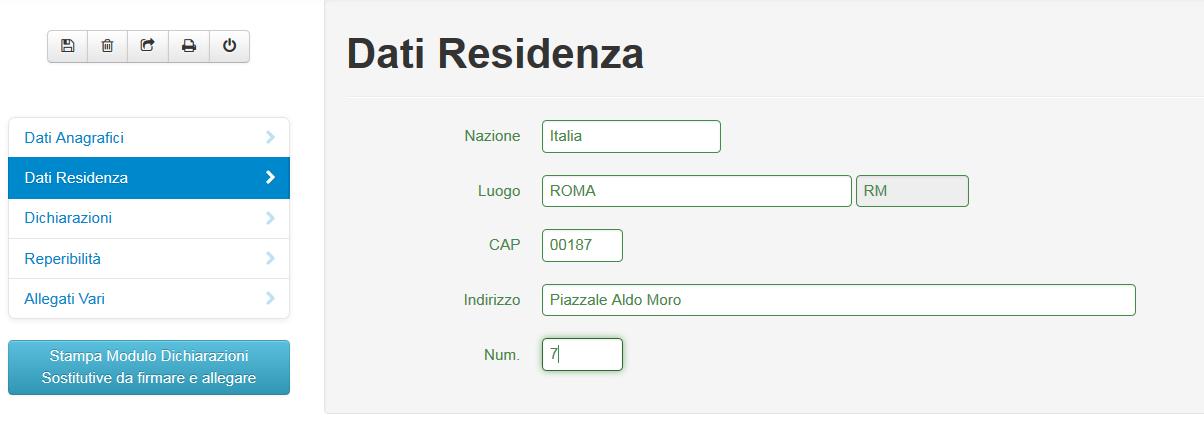 Dati Anagrafici
Dati Residenza
Dichiarazioni
Reperibilità
Allegati Vari
Stampa Modulo Dichiarazioni
Sostitutive da firmare e allegare
Dati Residenza
Nazione Italia
Luogo ROMA RM
CAP 00187
Indirizzo Piazzale Aldo Moro
Num. 7